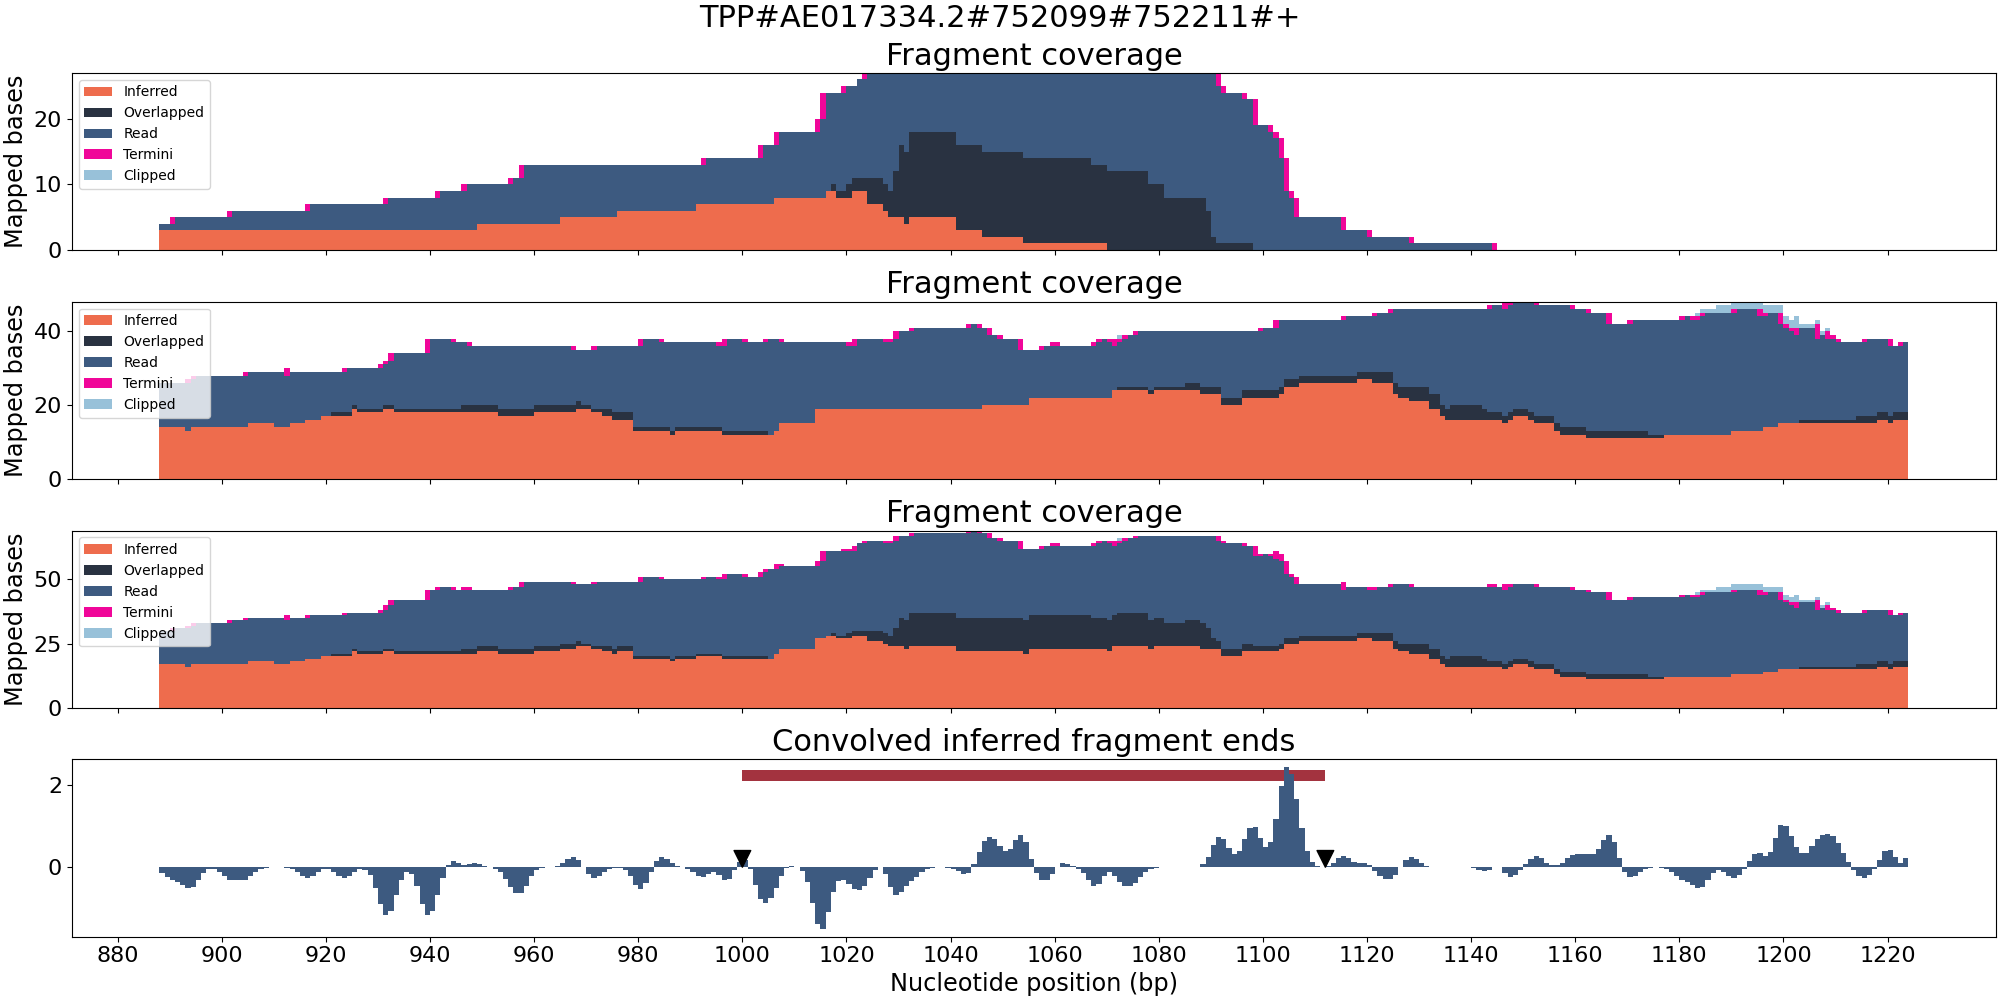 TPP#AE017334.2#752099#752211#+
Fragment coverage
Mapped bases
20
10
0
Inferred
Overlapped
Read
Termini
Clipped
Fragment coverage
Mapped bases
40
20
0
Inferred
Overlapped
Read
Termini
Clipped
Fragment coverage
Mapped bases
50
25
0
Inferred
Overlapped
Read
Termini
Clipped
Convolved inferred fragment ends
2
0
880 900 920 940 960 980 1000 1020 1040 1060 1080 1100 1120 1140 1160 1180 1200 1220
Nucleotide position (bp)